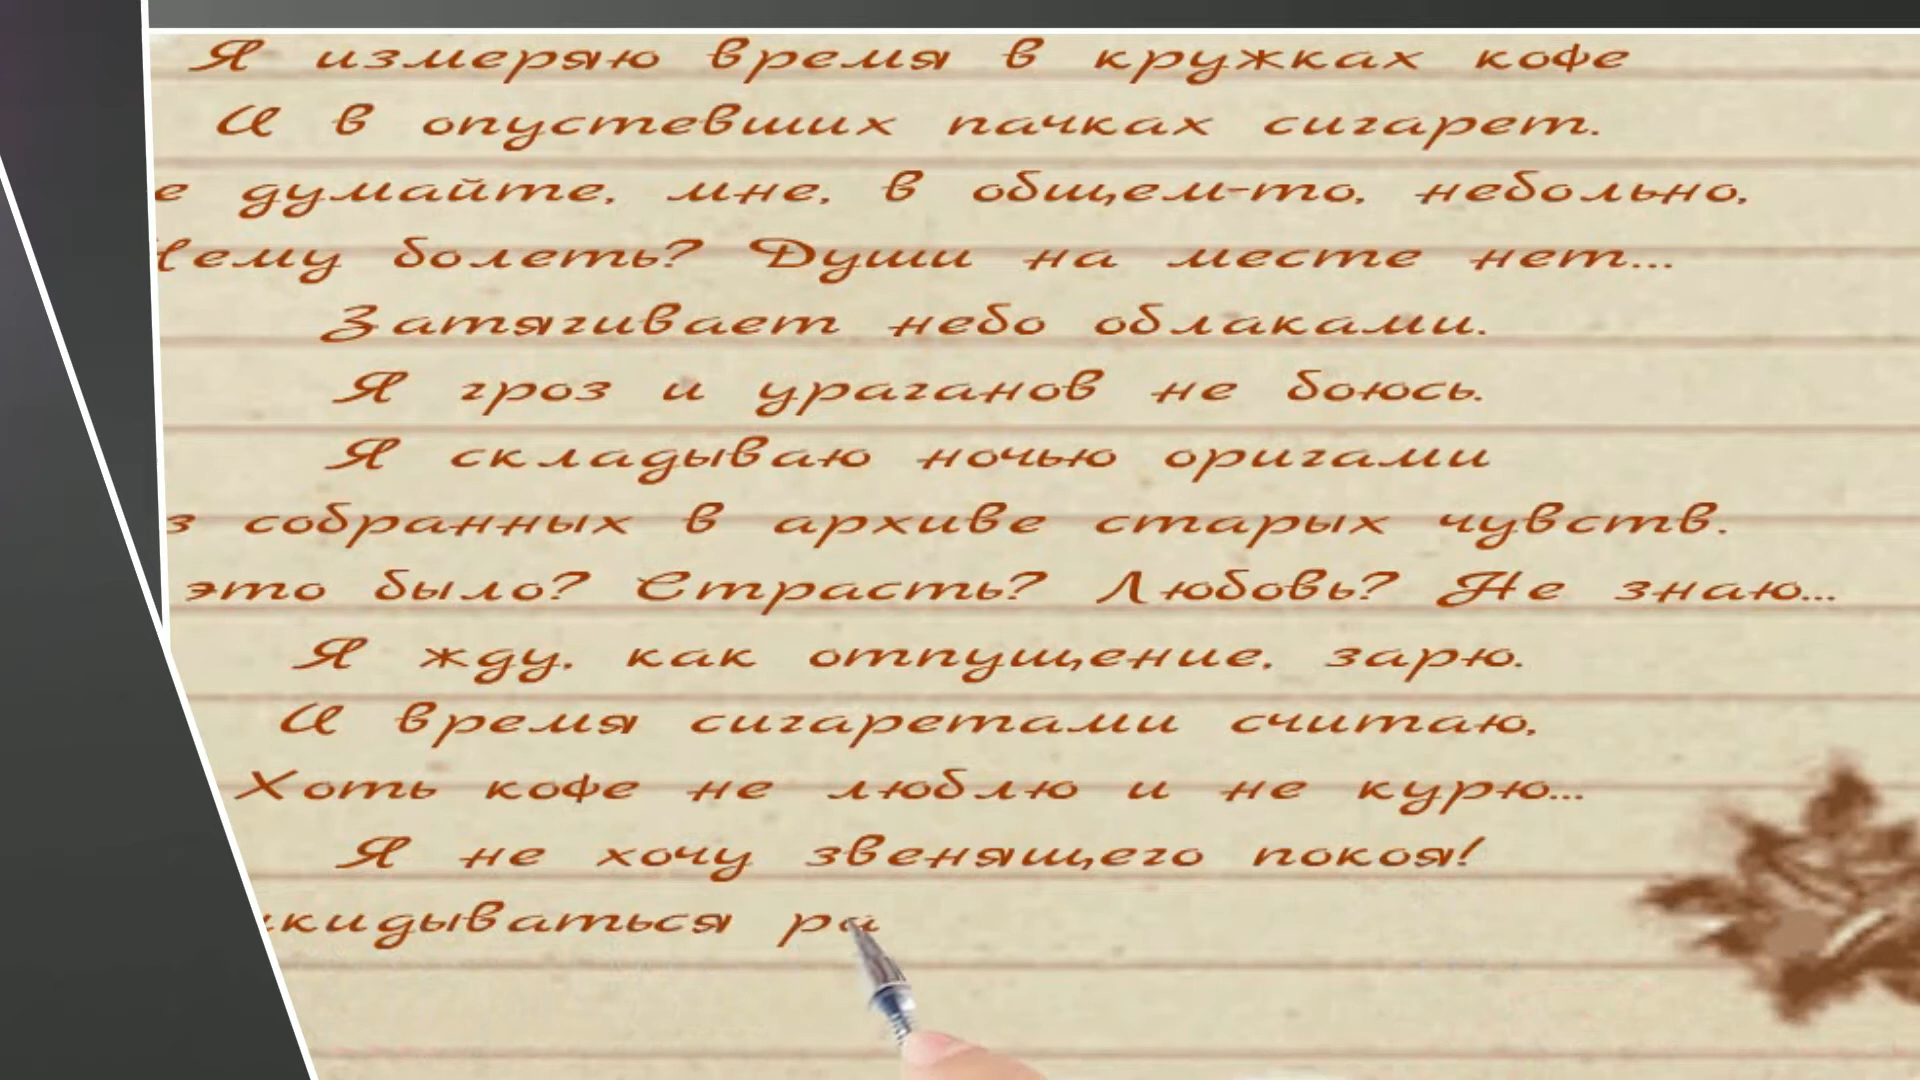 Я измеряю время в кружках кофе
И в опустевших пачках сигарет.
е думайте, мне, в общем-то, небольно,
Чему болеть? Души на месте нет...
Затягивает небо облаками.
Я гроз и ураганов не боюсь.
Я складываю ночью оригами
з собранных в архиве старых чувств.
это было? Страсть? Любовь? Не знаю...
Я жду, как отпущение, зарю.
И время сигаретами считаю,
Хоть кофе не люблю и не курю...
Я не хочу звенящего покоя!
кидываться